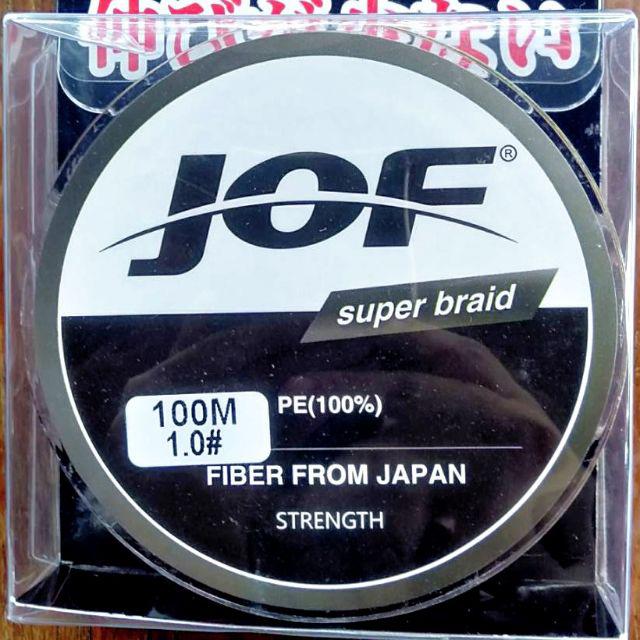 JOF®
super braid
100M
1.0#
PE(100%)
FIBER FROM JAPAN
STRENGTH